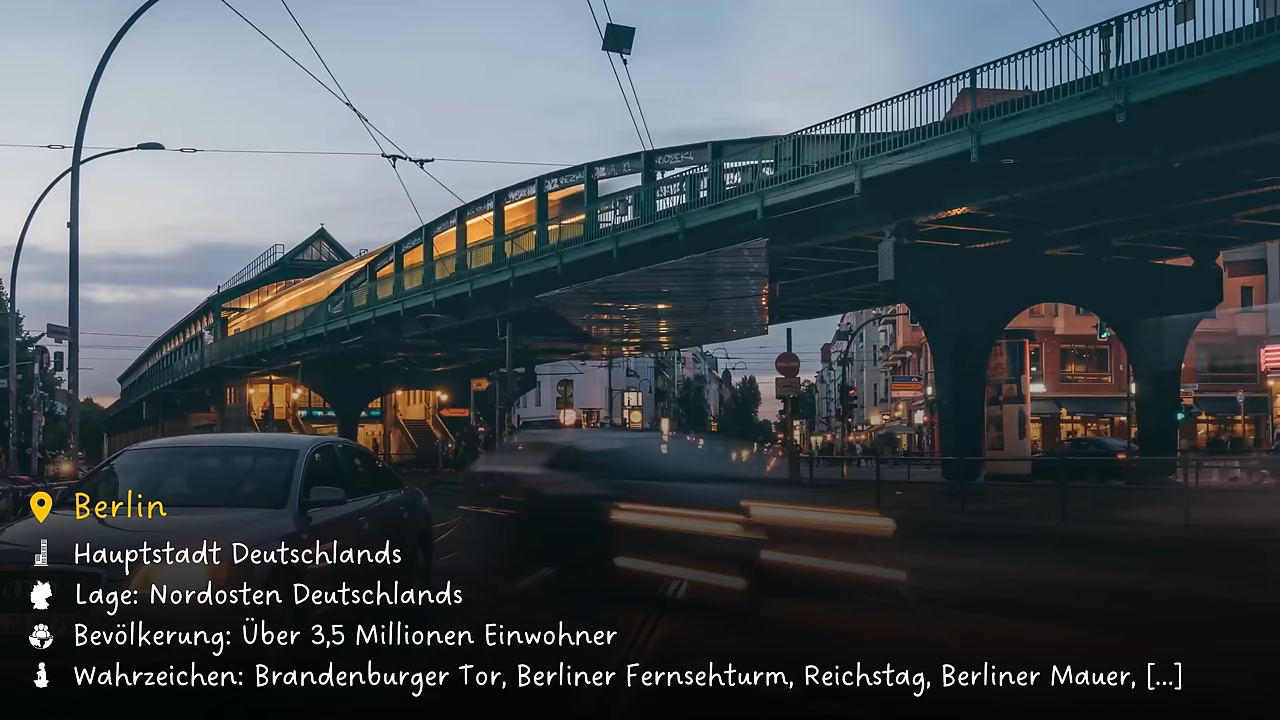 Berlin
Hauptstadt Deutschlands
Lage: Nordosten Deutschlands
Bevölkerung: Über 3,5 Millionen Einwohner
Wahrzeichen: Brandenburger Tor, Berliner Fernsehturm, Reichstag, Berliner Mauer, [...]